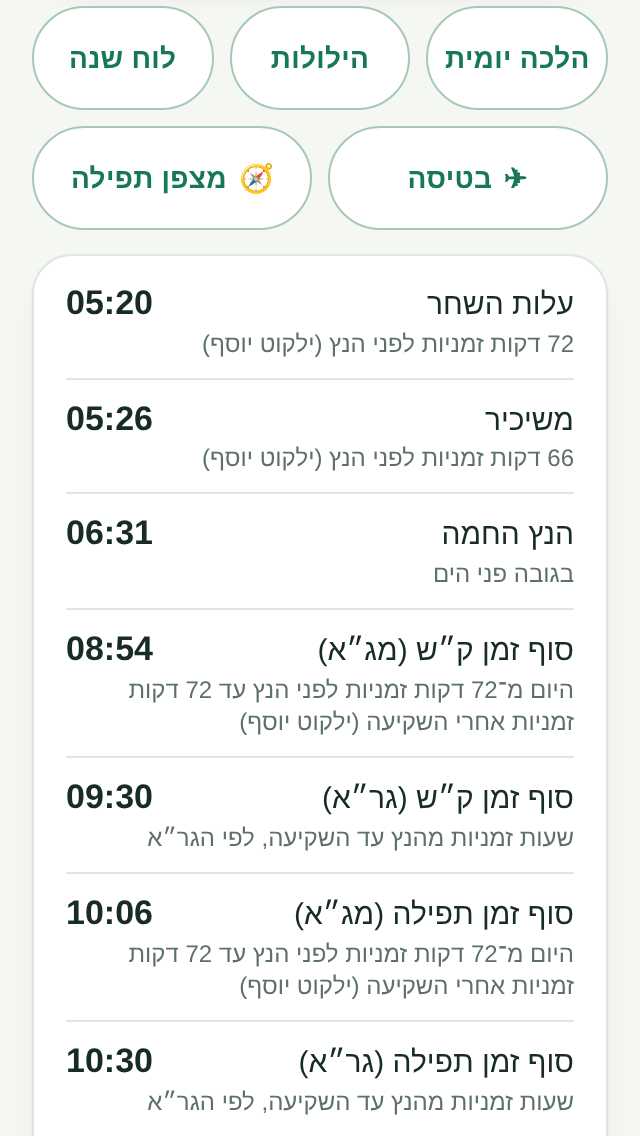 הלכה יומית
הילולות
לוח שנה
✈ בטיסה
🧭 מצפן תפילה
עלות השחר 05:20
72 דקות זמניות לפני הנץ (ילקוט יוסף)
משיכיר 05:26
66 דקות זמניות לפני הנץ (ילקוט יוסף)
הנץ החמה 06:31
בגובה פני הים
סוף זמן ק״ש (מג״א) 08:54
היום מ־72 דקות זמניות לפני הנץ עד 72 דקות
זמניות אחרי השקיעה (ילקוט יוסף)
סוף זמן ק״ש (גר״א) 09:30
שעות זמניות מהנץ עד השקיעה, לפי הגר״א
סוף זמן תפילה (מג״א) 10:06
היום מ־72 דקות זמניות לפני הנץ עד 72 דקות
זמניות אחרי השקיעה (ילקוט יוסף)
סוף זמן תפילה (גר״א) 10:30
שעות זמניות מהנץ עד השקיעה, לפי הגר״א